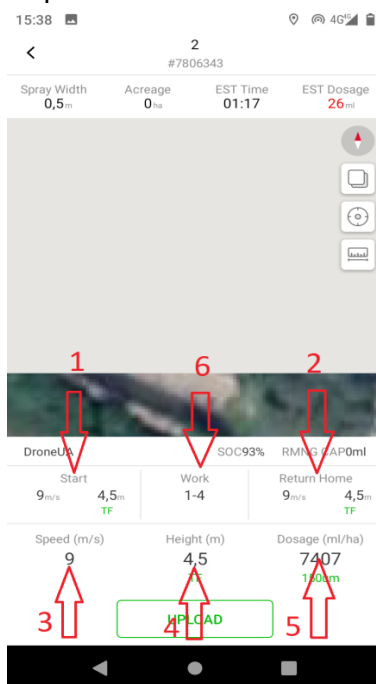 15:38 4G
2
#7806343
Spray Width Acreage EST Time EST Dosage
0,5m 0ha 01:17 26ml
1 6 2
DroneUA SOC93% RMNG CAP0ml
Start Work Return Home
9m/s 4,5m 1-4 9m/s 4,5m
TF TF
Speed (m/s) Height (m) Dosage (ml/ha)
9 4,5 7407
TF
3 UPLOAD 4 5